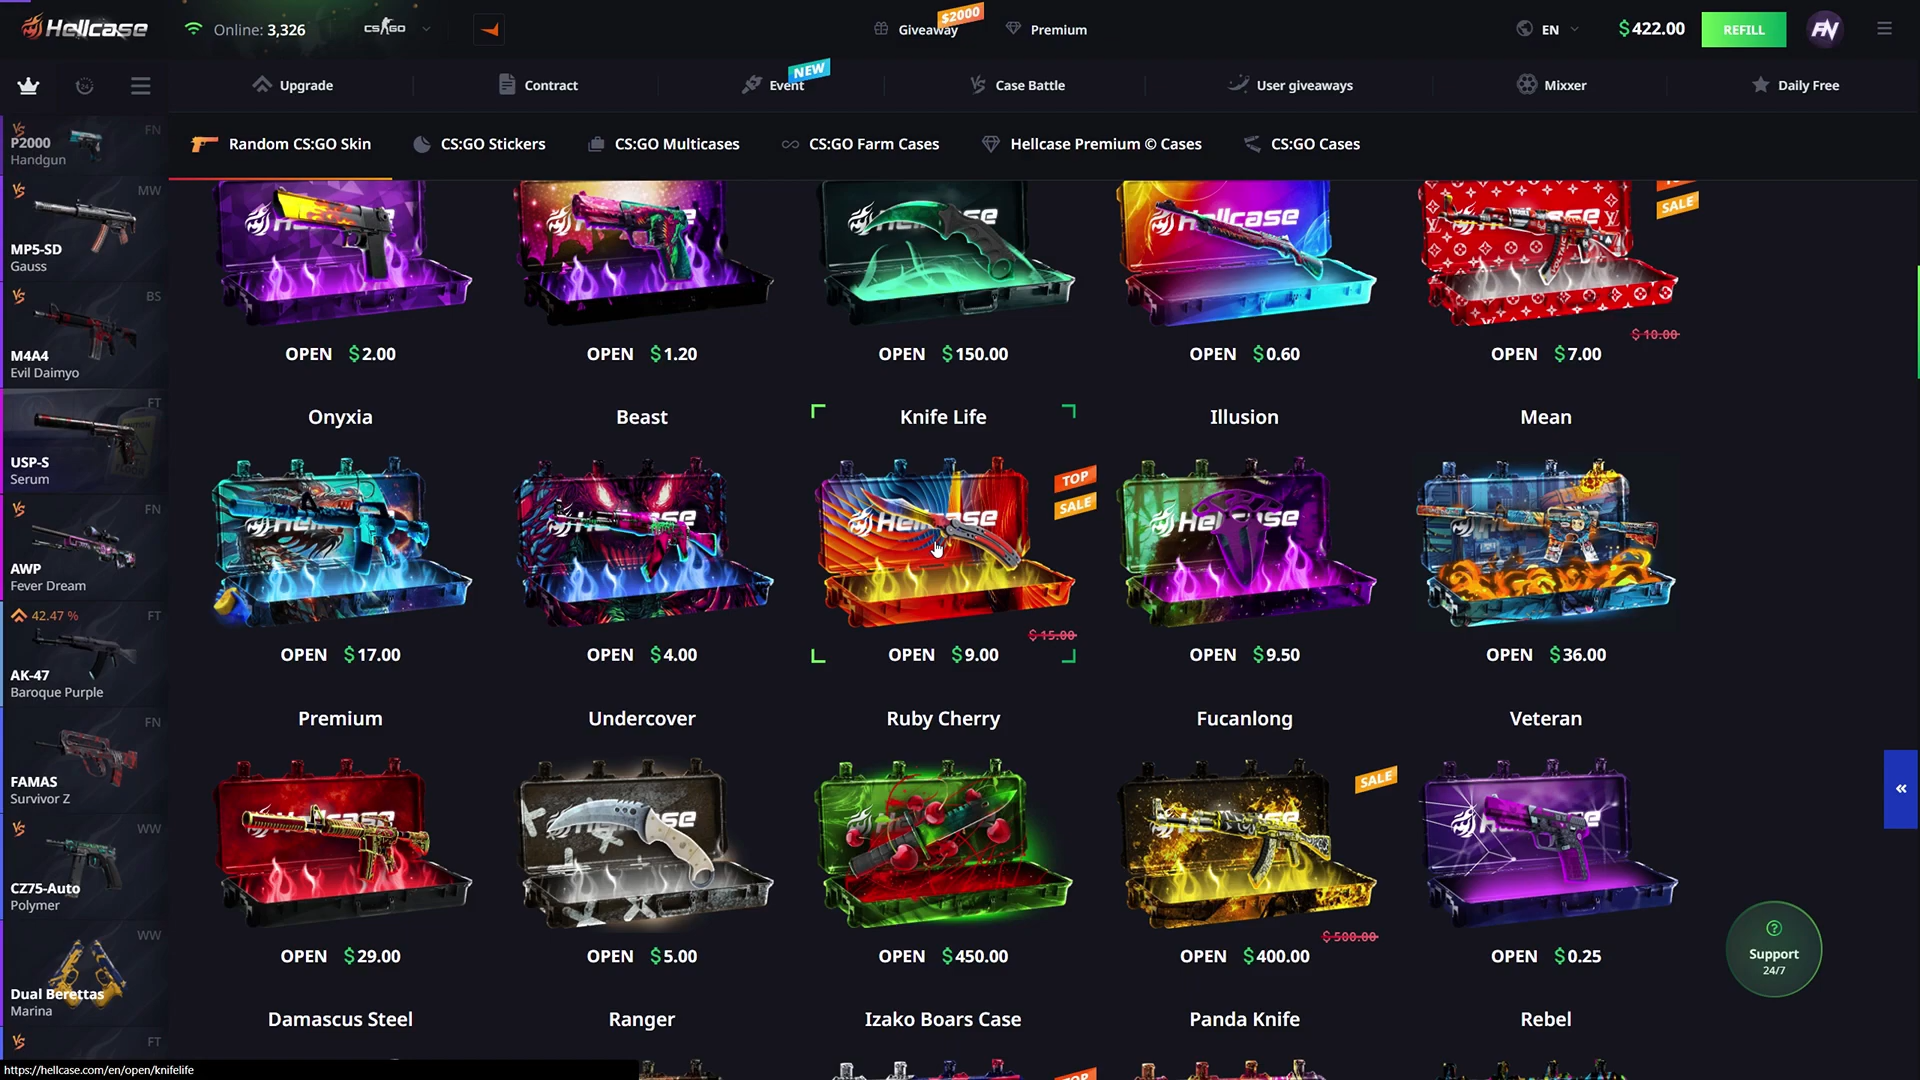 Hellcase
Online: 3,326
CS:GO
Giveaway
$2000
Premium
EN
$422.00
REFILL
Upgrade
Contract
Event
NEW
Case Battle
User giveaways
Mixxer
Daily Free
Random CS:GO Skin
CS:GO Stickers
CS:GO Multicases
CS:GO Farm Cases
Hellcase Premium © Cases
CS:GO Cases
FN
P2000
Handgun
MW
MP5-SD
Gauss
BS
M4A4
Evil Daimyo
FT
USP-S
Serum
FN
AWP
Fever Dream
42.47 %
FT
AK-47
Baroque Purple
FN
FAMAS
Survivor Z
WW
CZ75-Auto
Polymer
WW
Dual Berettas
Marina
FT
SALE
$10.00
OPEN $2.00
OPEN $1.20
OPEN $150.00
OPEN $0.60
OPEN $7.00
Onyxia
Beast
Knife Life
Illusion
Mean
TOP
SALE
$15.00
OPEN $17.00
OPEN $4.00
OPEN $9.00
OPEN $9.50
OPEN $36.00
Premium
Undercover
Ruby Cherry
Fucanlong
Veteran
SALE
$500.00
OPEN $29.00
OPEN $5.00
OPEN $450.00
OPEN $400.00
OPEN $0.25
Damascus Steel
Ranger
Izako Boars Case
Panda Knife
Rebel
TOP
Support
24/7
https://hellcase.com/en/open/knifelife